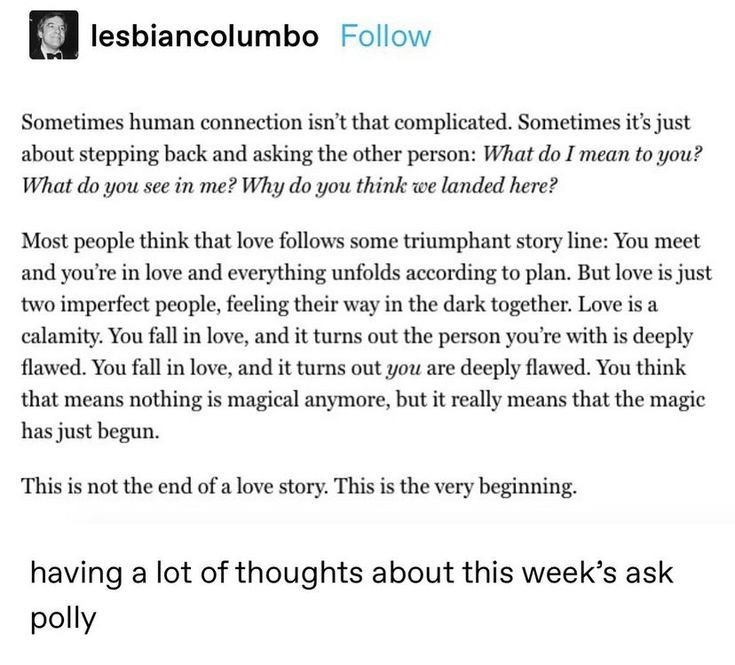 lesbiancolumbo Follow
Sometimes human connection isn’t that complicated. Sometimes it’s just
about stepping back and asking the other person: What do I mean to you?
What do you see in me? Why do you think we landed here?
Most people think that love follows some triumphant story line: You meet
and you’re in love and everything unfolds according to plan. But love is just
two imperfect people, feeling their way in the dark together. Love is a
calamity. You fall in love, and it turns out the person you’re with is deeply
flawed. You fall in love, and it turns out you are deeply flawed. You think
that means nothing is magical anymore, but it really means that the magic
has just begun.
This is not the end of a love story. This is the very beginning.
having a lot of thoughts about this week’s ask
polly